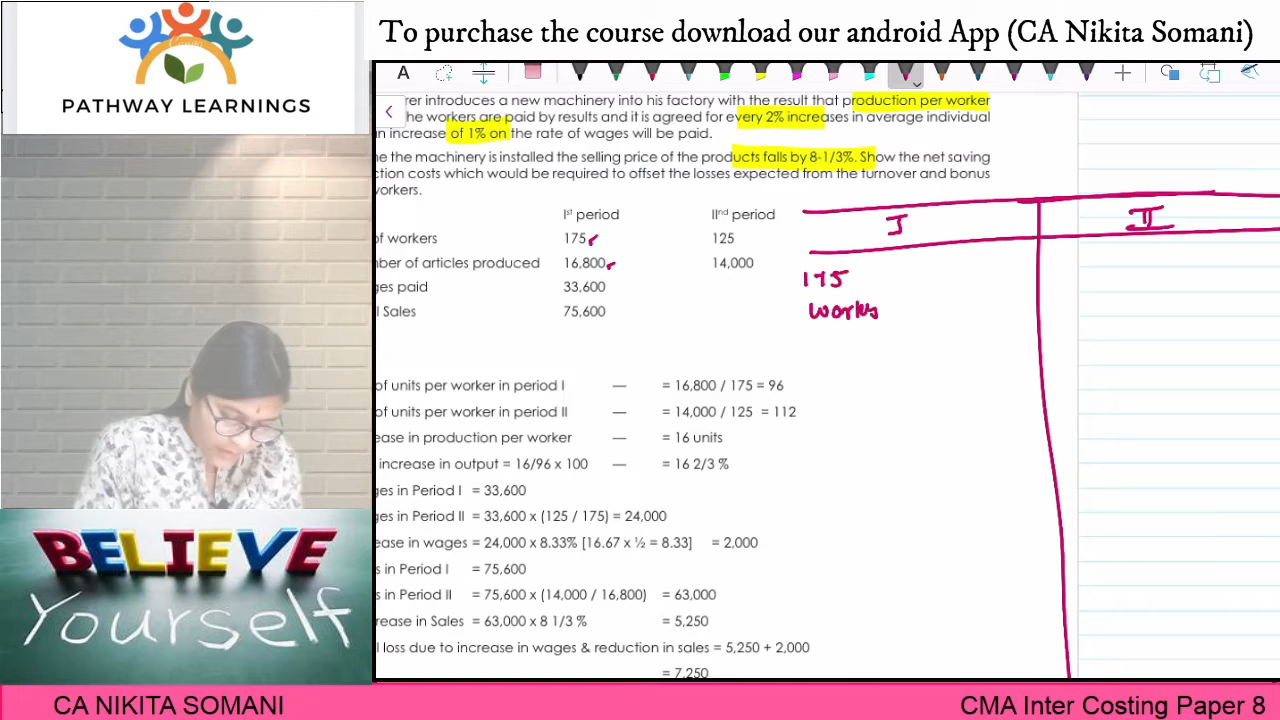 To purchase the course download our android App (CA Nikita Somani)
PATHWAY LEARNINGS
A
rer introduces a new machinery into his factory with the result that production per worker
he workers are paid by results and it is agreed for every 2% increases in average individual
n increase of 1% on the rate of wages will be paid.
ne the machinery is installed the selling price of the products falls by 8-1/3%. Show the net saving
ction costs which would be required to offset the losses expected from the turnover and bonus
workers.
Ist period IInd period
of workers 175 125
nber of articles produced 16,800 14,000
ges paid 33,600
l Sales 75,600
I II
175
works
of units per worker in period I — = 16,800 / 175 = 96
of units per worker in period II — = 14,000 / 125 = 112
ease in production per worker — = 16 units
increase in output = 16/96 x 100 — = 16 2/3 %
ges in Period I = 33,600
ges in Period II = 33,600 x (125 / 175) = 24,000
ease in wages = 24,000 x 8.33% [16.67 x ½ = 8.33] = 2,000
s in Period I = 75,600
s in Period II = 75,600 x (14,000 / 16,800) = 63,000
rease in Sales = 63,000 x 8 1/3 % = 5,250
l loss due to increase in wages & reduction in sales = 5,250 + 2,000
= 7,250
BELIEVE
Yourself
CA NIKITA SOMANI
CMA Inter Costing Paper 8